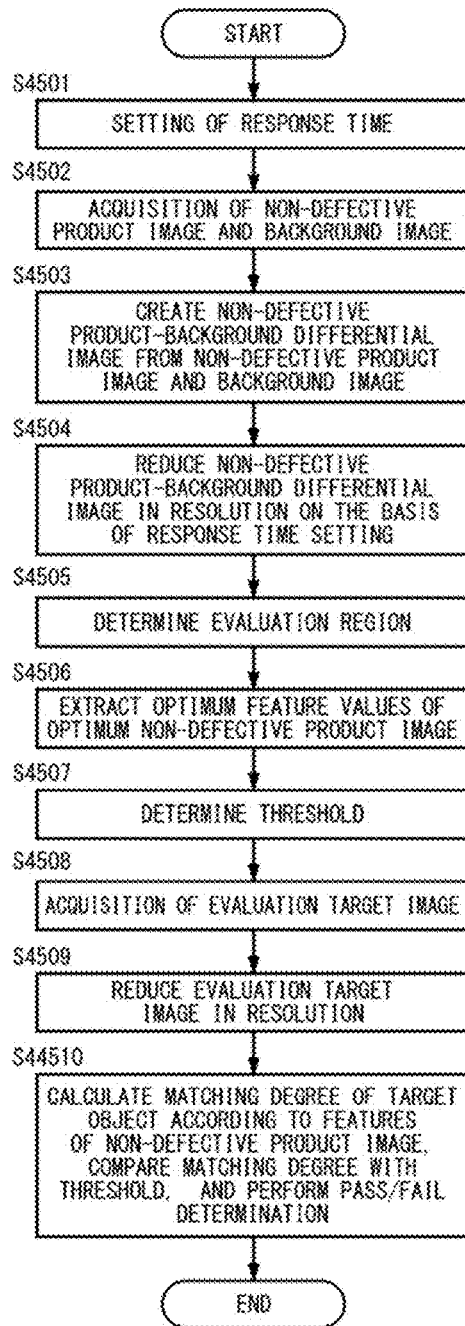 START
S4501
SETTING OF RESPONSE TIME
S4502
ACQUISITION OF NON-DEFECTIVE
PRODUCT IMAGE AND BACKGROUND IMAGE
S4503
CREATE NON-DEFECTIVE
PRODUCT-BACKGROUND DIFFERENTIAL
IMAGE FROM NON-DEFECTIVE PRODUCT
IMAGE AND BACKGROUND IMAGE
S4504
REDUCE NON-DEFECTIVE
PRODUCT-BACKGROUND DIFFERENTIAL
IMAGE IN RESOLUTION ON THE BASIS
OF RESPONSE TIME SETTING
S4505
DETERMINE EVALUATION REGION
S4506
EXTRACT OPTIMUM FEATURE VALUES OF
OPTIMUM NON-DEFECTIVE PRODUCT IMAGE
S4507
DETERMINE THRESHOLD
S4508
ACQUISITION OF EVALUATION TARGET IMAGE
S4509
REDUCE EVALUATION TARGET
IMAGE IN RESOLUTION
S44510
CALCULATE MATCHING DEGREE OF TARGET
OBJECT ACCORDING TO FEATURES
OF NON-DEFECTIVE PRODUCT IMAGE,
COMPARE MATCHING DEGREE WITH
THRESHOLD, AND PERFORM PASS/FAIL
DETERMINATION
END